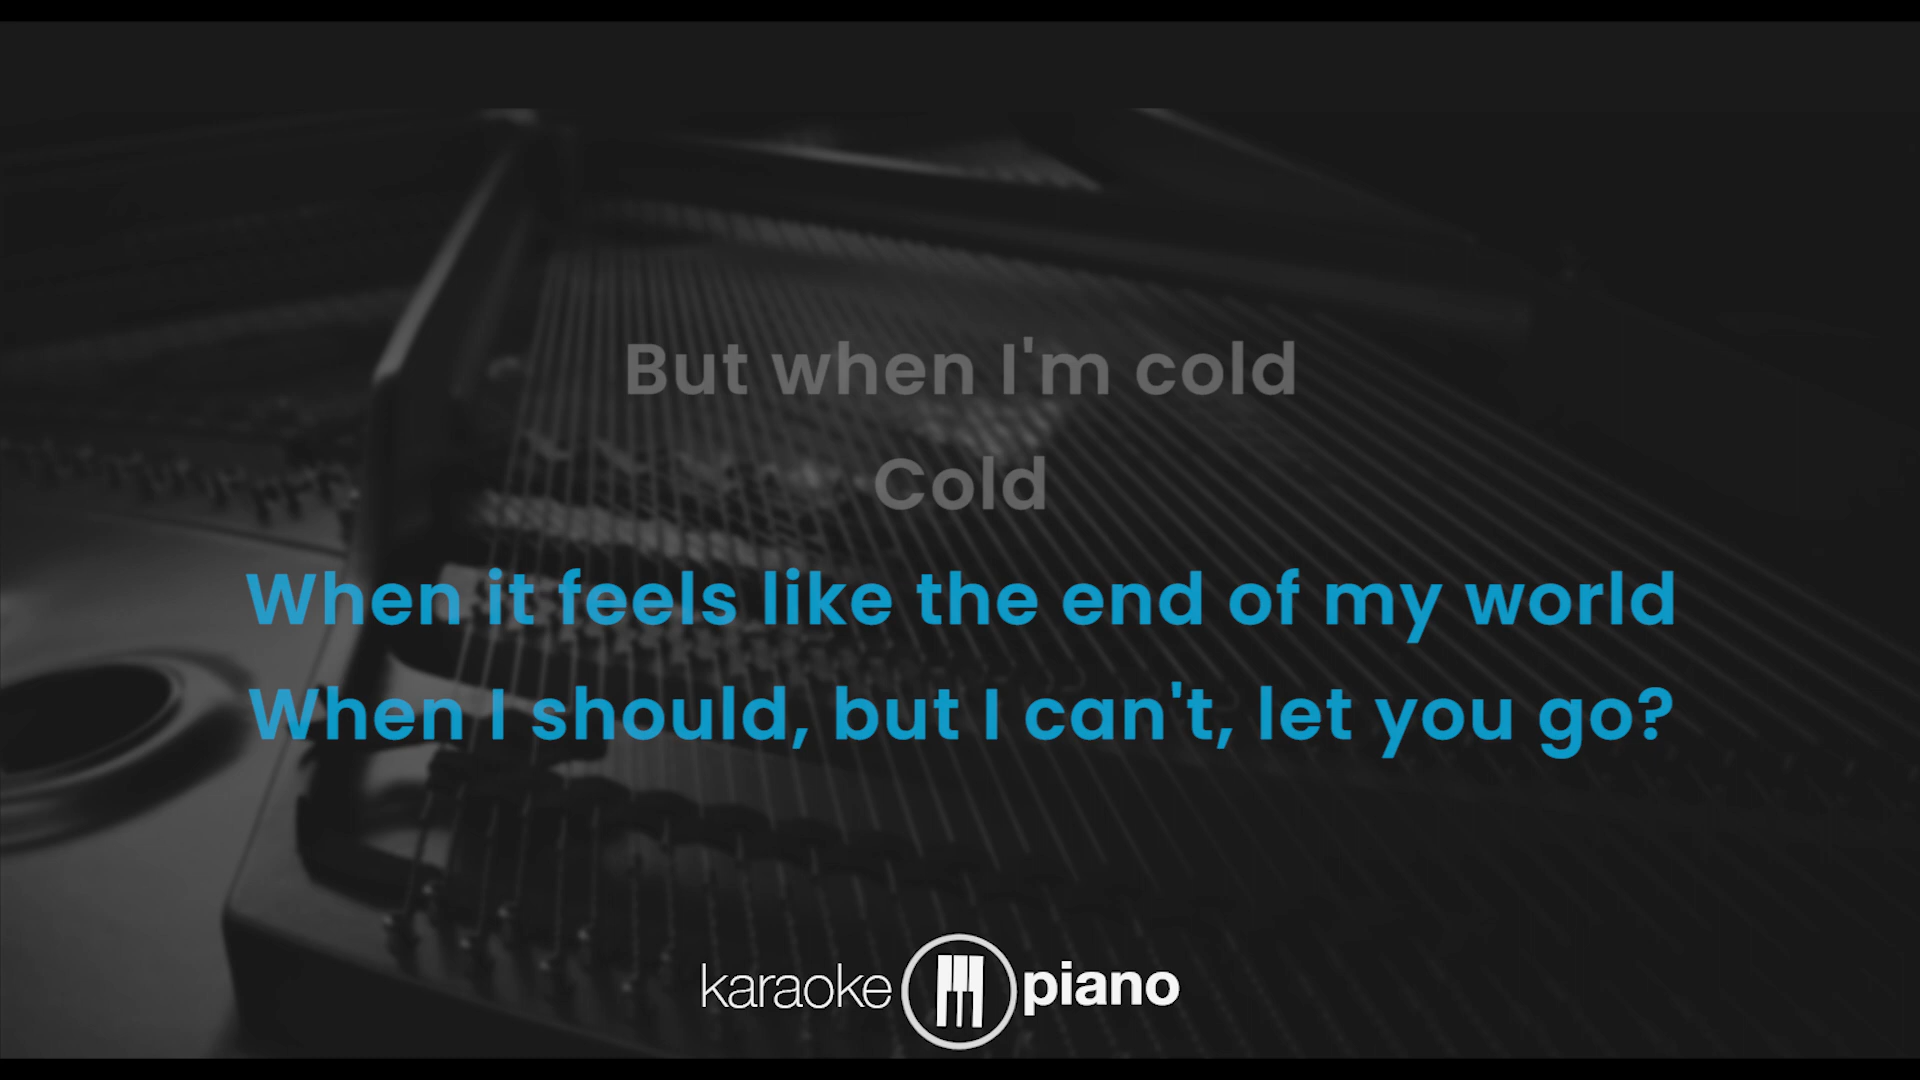 But when I'm cold
Cold
When it feels like the end of my world
When I should, but I can't, let you go?
karaoke piano